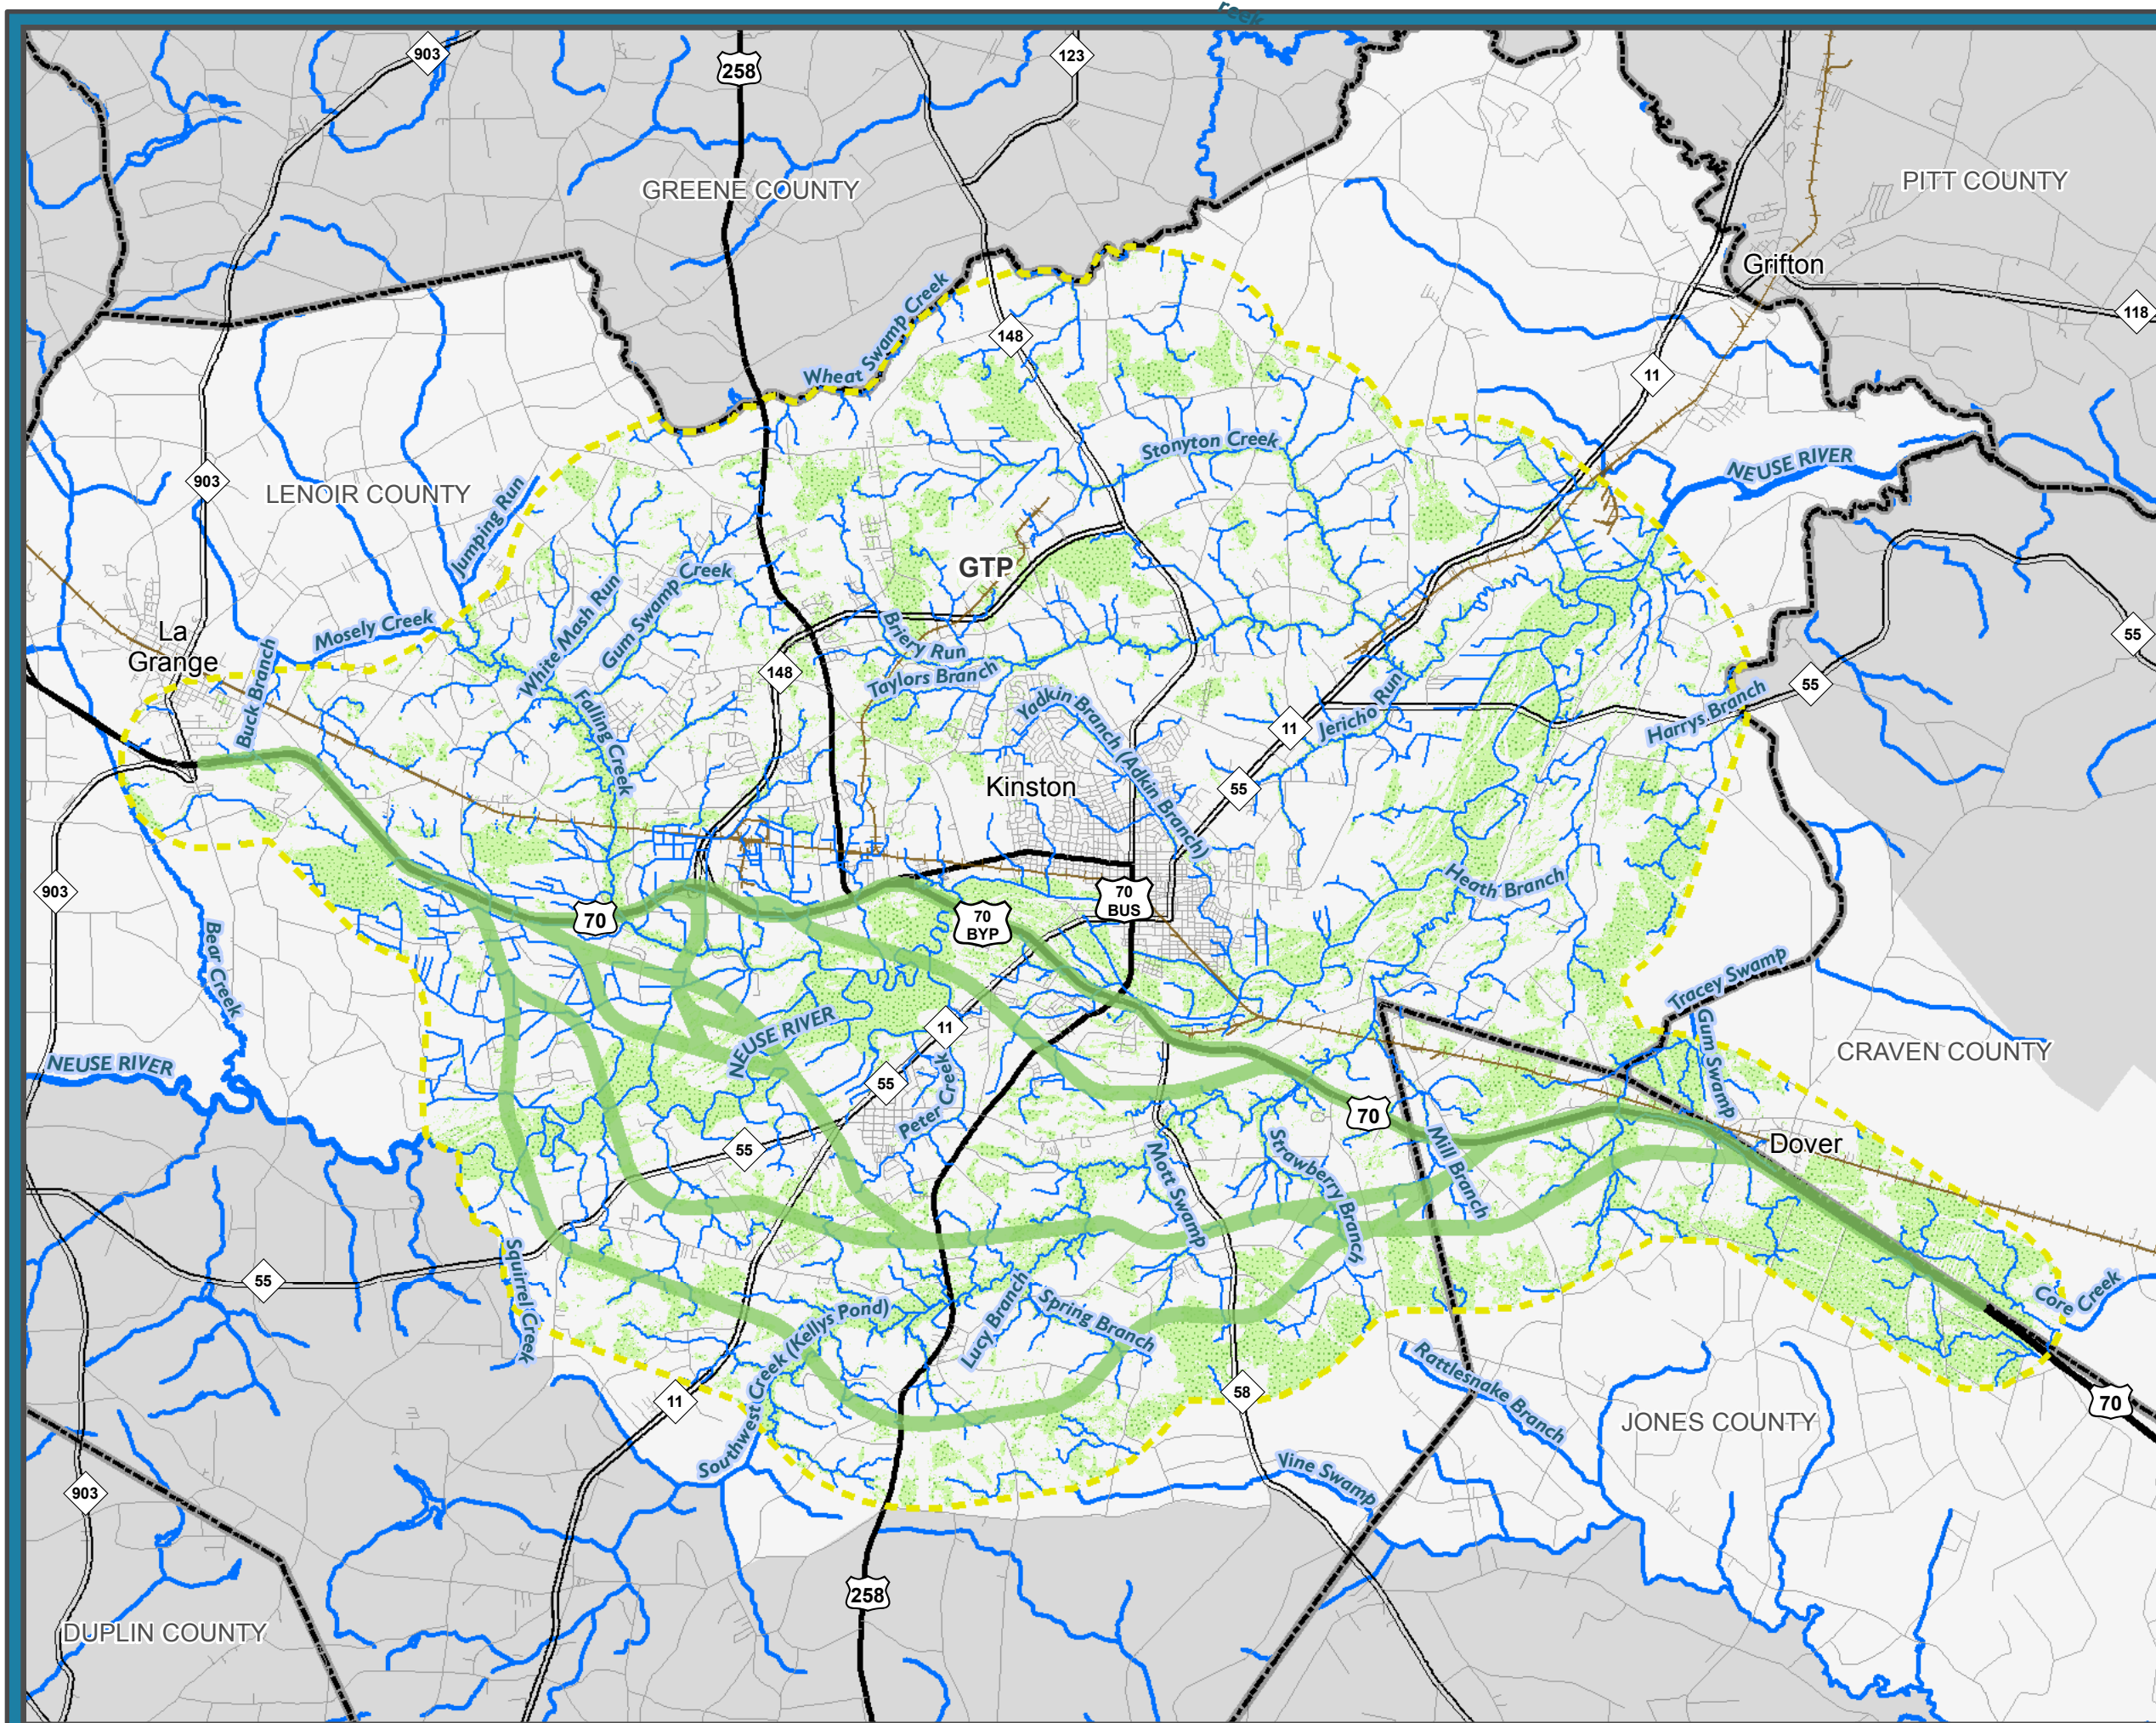 reek
903
258
123
GREENE COUNTY
PITT COUNTY
Grifton
118
Wheat Swamp Creek
148
11
Stonyton Creek
NEUSE RIVER
903
LENOIR COUNTY
Jumping Run
GTP
White Mash Run
Gum Swamp Creek
Mosely Creek
La
Grange
Buck Branch
Briery Run
Taylors Branch
148
55
55
Falling Creek
Yadkin Branch (Adkin Branch)
Jericho Run
Harrys Branch
11
55
Kinston
903
70
70
BYP
70
BUS
Heath Branch
Bear Creek
Tracey Swamp
Gum Swamp
NEUSE RIVER
11
NEUSE RIVER
55
Peter Creek
CRAVEN COUNTY
70
Dover
55
Mott Swamp
Strawberry Branch
Mill Branch
55
Squirrel Creek
Southwest Creek (Kellys Pond)
Lucy Branch
Spring Branch
Core Creek
11
58
Rattlesnake Branch
JONES COUNTY
70
Vine Swamp
903
258
DUPLIN COUNTY